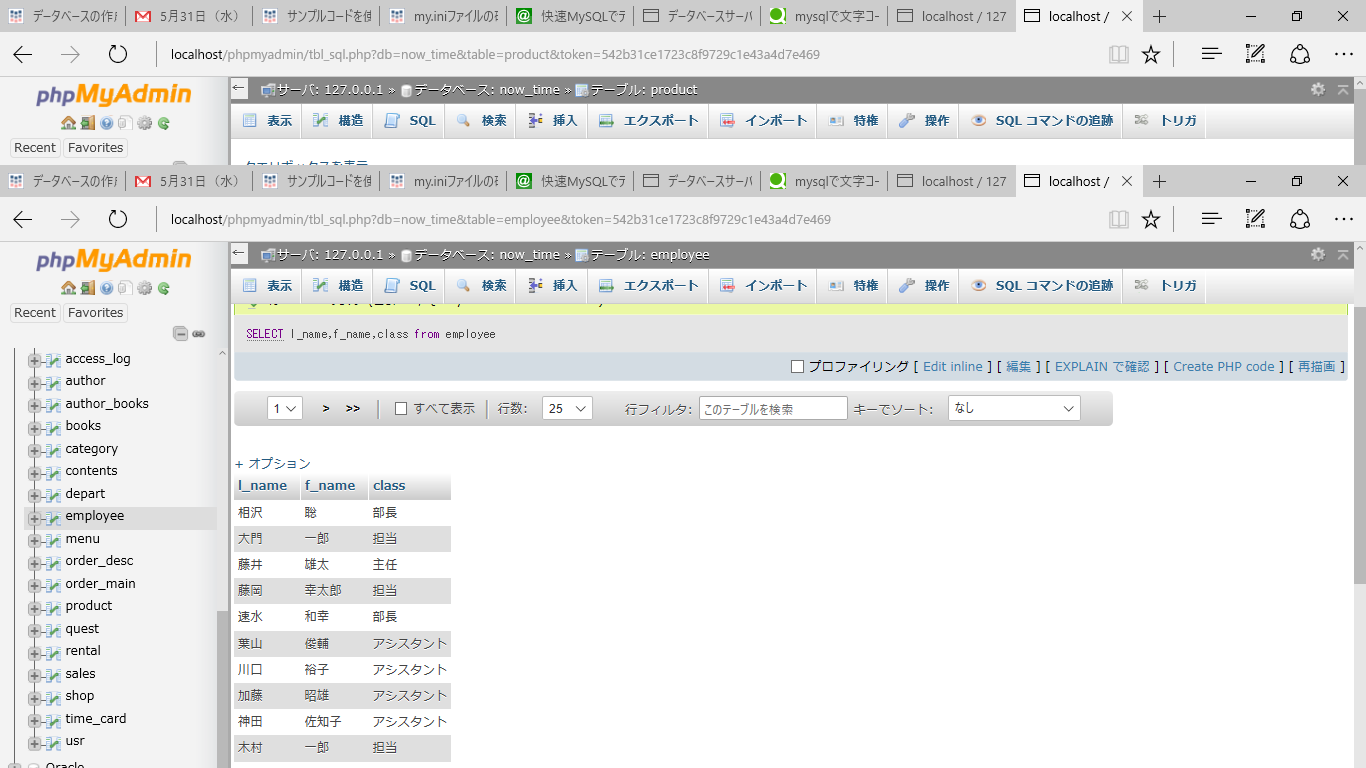 データベースの作成 5月31日（水） サンプルコードを使 my.iniファイルの確 快速MySQLでデ データベースサーバ mysqlで文字コー localhost / 127 localhost /
localhost/phpmyadmin/tbl_sql.php?db=now_time&table=product&token=542b31ce1723c8f9729c1e43a4d7e469
phpMyAdmin
サーバ: 127.0.0.1 » データベース: now_time » テーブル: product
表示 構造 SQL 検索 挿入 エクスポート インポート 特権 操作 SQL コマンドの追跡 トリガ
Recent Favorites
クエリボックスを表示
データベースの作成 5月31日（水） サンプルコードを使 my.iniファイルの確 快速MySQLでデ データベースサーバ mysqlで文字コー localhost / 127 localhost /
localhost/phpmyadmin/tbl_sql.php?db=now_time&table=employee&token=542b31ce1723c8f9729c1e43a4d7e469
phpMyAdmin
サーバ: 127.0.0.1 » データベース: now_time » テーブル: employee
表示 構造 SQL 検索 挿入 エクスポート インポート 特権 操作 SQL コマンドの追跡 トリガ
Recent Favorites
access_log
author
author_books
books
category
contents
depart
employee
menu
order_desc
order_main
product
quest
rental
sales
shop
time_card
usr
Oracle
SELECT l_name,f_name,class from employee
プロファイリング [ Edit inline ] [ 編集 ] [ EXPLAIN で確認 ] [ Create PHP code ] [ 再描画 ]
1 > >> すべて表示 行数: 25 行フィルタ: このテーブルを検索 キーでソート: なし
+ オプション
l_name f_name class
相沢 聡 部長
大門 一郎 担当
藤井 雄太 主任
藤岡 幸太郎 担当
速水 和幸 部長
葉山 俊輔 アシスタント
川口 裕子 アシスタント
加藤 昭雄 アシスタント
神田 佐知子 アシスタント
木村 一郎 担当